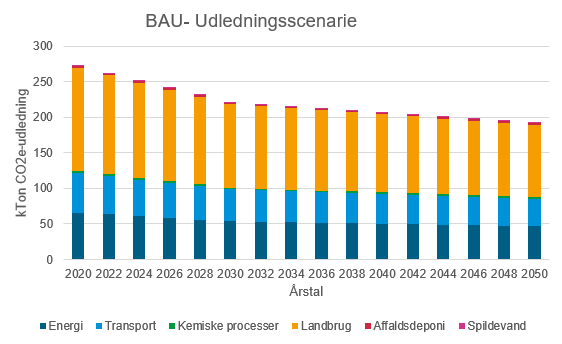 BAU- Udledningsscenarie
kTon CO2e-udledning
300
250
200
150
100
50
0
2020 2022 2024 2026 2028 2030 2032 2034 2036 2038 2040 2042 2044 2046 2048 2050
Årstal
Energi Transport Kemiske processer Landbrug Affaldsdeponi Spildevand